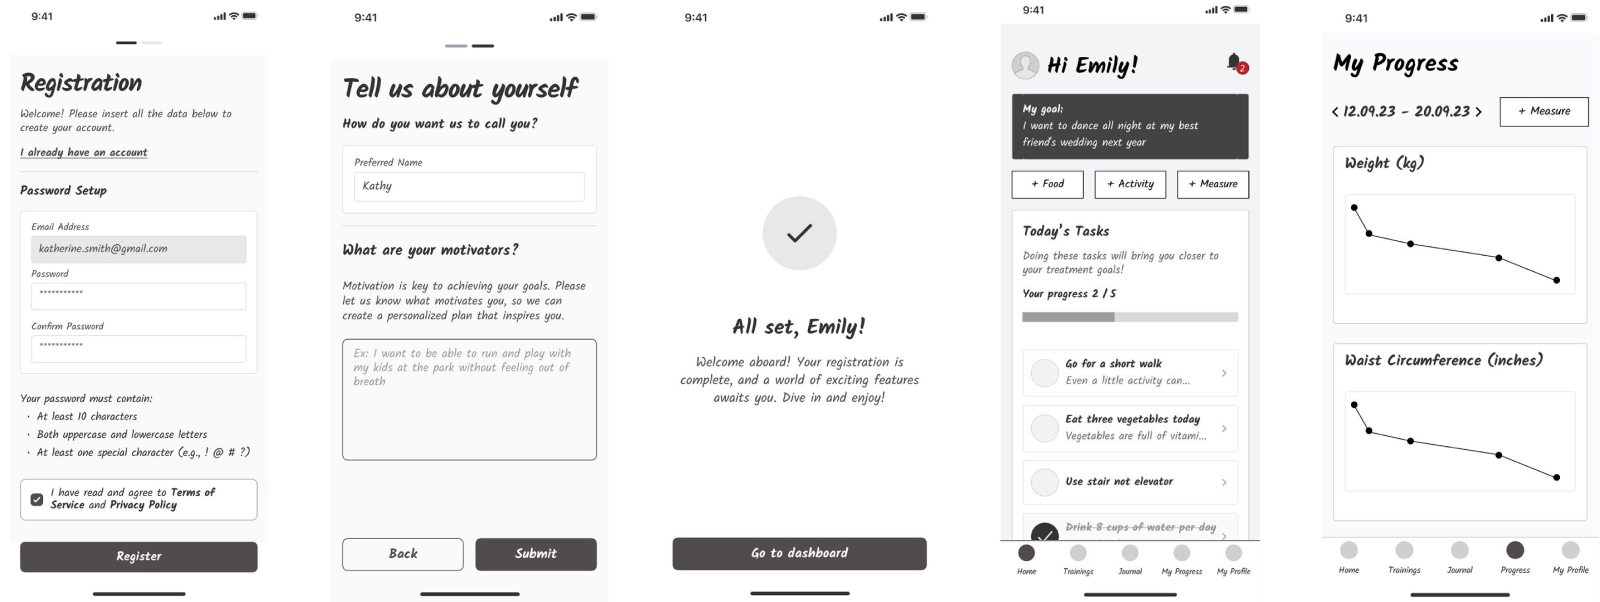 9:41
Registration
Welcome! Please insert all the data below to
create your account.
I already have an account
Password Setup
Email Address
katherine.smith@gmail.com
Password
***********
Confirm Password
***********
Your password must contain:
· At least 10 characters
· Both uppercase and lowercase letters
· At least one special character (e.g., ! @ # ?)
I have read and agree to Terms of
Service and Privacy Policy
Register
9:41
Tell us about yourself
How do you want us to call you?
Preferred Name
Kathy
What are your motivators?
Motivation is key to achieving your goals. Please
let us know what motivates you, so we can
create a personalized plan that inspires you.
Ex: I want to be able to run and play with
my kids at the park without feeling out of
breath
Back
Submit
9:41
All set, Emily!
Welcome aboard! Your registration is
complete, and a world of exciting features
awaits you. Dive in and enjoy!
Go to dashboard
9:41
Hi Emily!
2
My goal:
I want to dance all night at my best
friend's wedding next year
+ Food
+ Activity
+ Measure
Today's Tasks
Doing these tasks will bring you closer to
your treatment goals!
Your progress 2 / 5
Go for a short walk
Even a little activity can...
Eat three vegetables today
Vegetables are full of vitami...
Use stair not elevator
Drink 8 cups of water per day
Home
Trainings
Journal
My Progress
My Profile
9:41
My Progress
< 12.09.23 - 20.09.23 >
+ Measure
Weight (kg)
Waist Circumference (inches)
Home
Trainings
Journal
Progress
My Profile